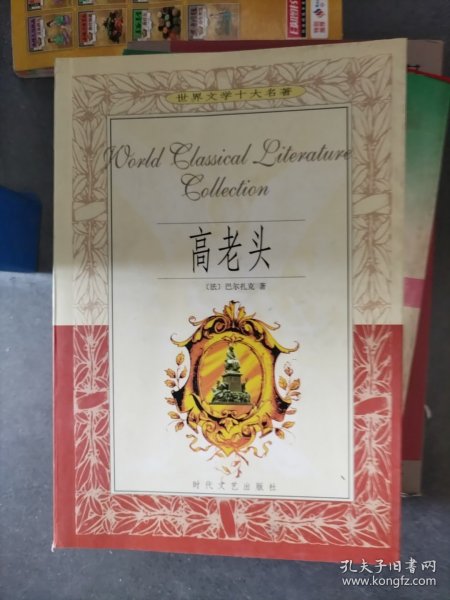 世界文学十大名著
World Classical Literature
Collection
高老头
〔法〕巴尔扎克 著
时代文艺出版社
孔夫子旧书网
www.kongfz.com